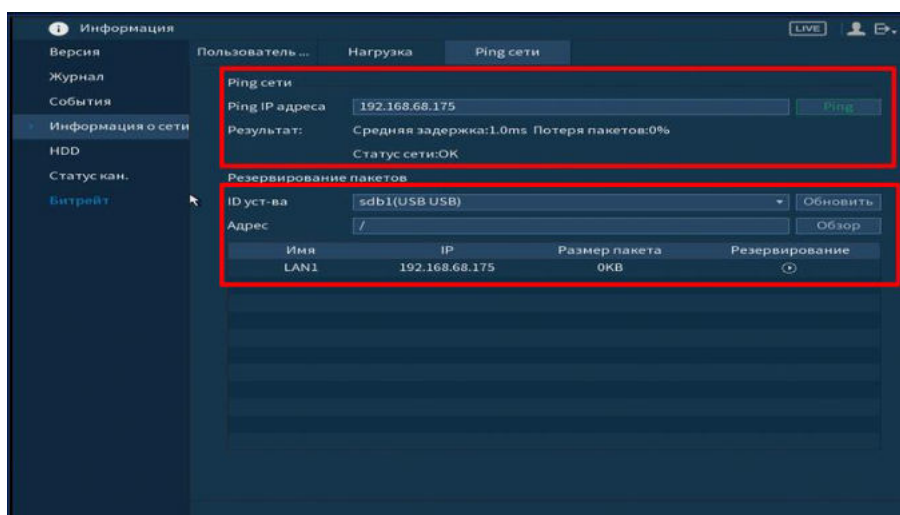 Информация LIVE
Версия Пользователь ... Нагрузка Ping сети
Журнал Ping сети
События Ping IP адреса 192.168.68.175 Ping
Информация о сети Результат: Средняя задержка:1.0ms Потеря пакетов:0%
HDD Статус сети:OK
Статус кан. Резервирование пакетов
Битрейт ID уст-ва sdb1(USB USB) Обновить
Адрес / Обзор
Имя IP Размер пакета Резервирование
LAN1 192.168.68.175 0KB